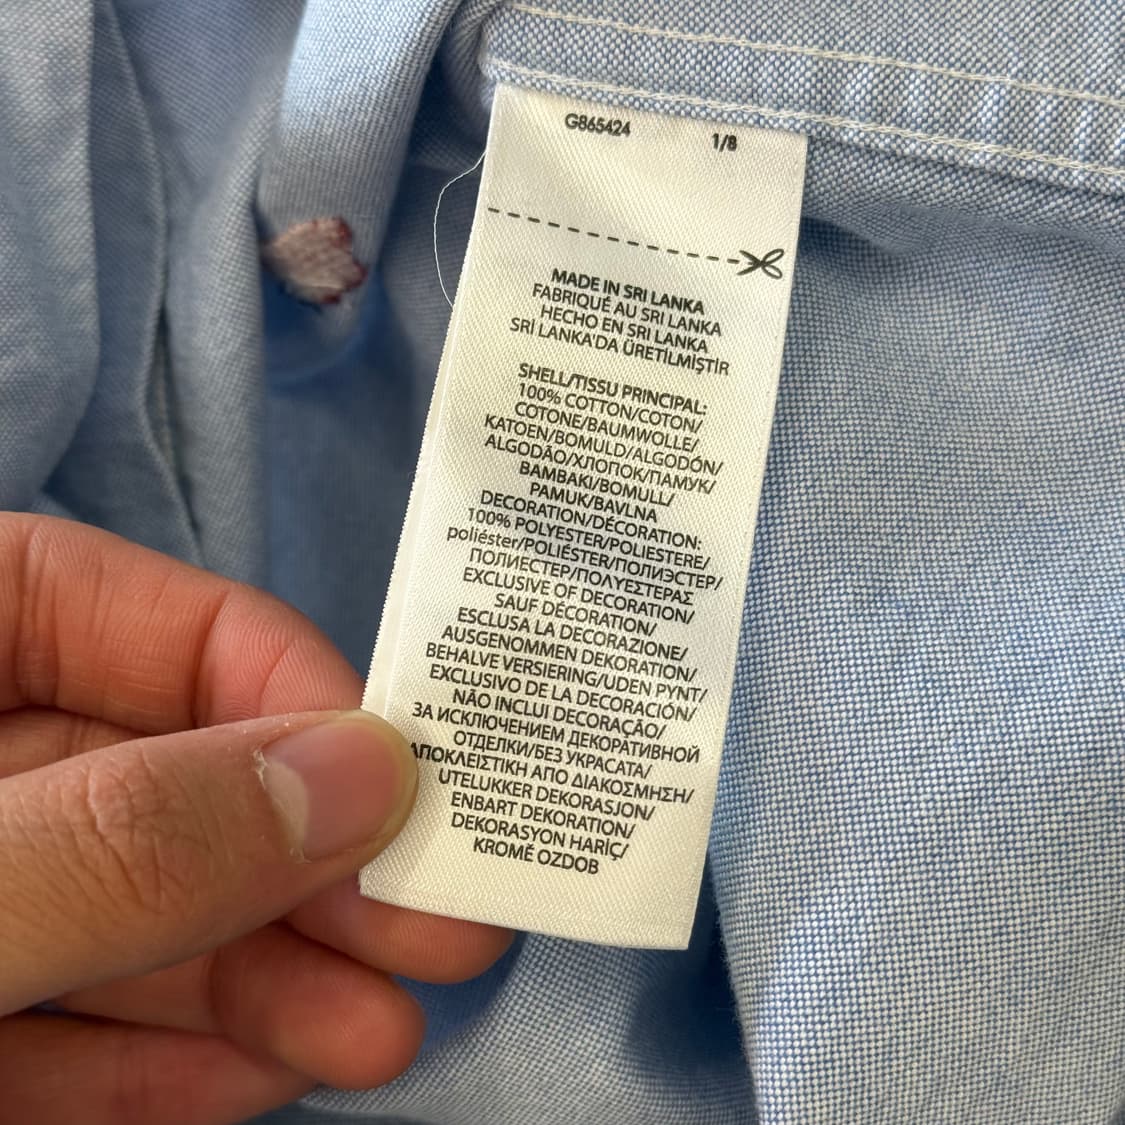 G865424 1/8
MADE IN SRI LANKA
FABRIQUÉ AU SRI LANKA
HECHO EN SRI LANKA
SRİ LANKA'DA ÜRETİLMİŞTİR
SHELL/TISSU PRINCIPAL:
100% COTTON/COTON/
COTONE/BAUMWOLLE/
KATOEN/BOMULD/ALGODÓN/
ALGODÃO/ХЛОПОК/ПАМУК/
BAMBAKI/BOMULL/
PAMUK/BAVLNA
DECORATION/DÉCORATION:
100% POLYESTER/POLIESTERE/
poliéster/POLIÉSTER/ПОЛИЭСТЕР/
ПОЛИЕСТЕР/ΠΟΛΥΕΣΤΕΡΑΣ
EXCLUSIVE OF DECORATION/
SAUF DÉCORATION/
ESCLUSA LA DECORAZIONE/
AUSGENOMMEN DEKORATION/
BEHALVE VERSIERING/UDEN PYNT/
EXCLUSIVO DE LA DECORACIÓN/
NÃO INCLUI DECORAÇÃO/
ЗА ИСКЛЮЧЕНИЕМ ДЕКОРАТИВНОЙ
ОТДЕЛКИ/БЕЗ УКРАСАТА/
ΑΠΟΚΛΕΙΣΤΙΚΗ ΑΠΟ ΔΙΑΚΟΣΜΗΣΗ/
UTELUKKER DEKORASJON/
ENBART DEKORATION/
DEKORASYON HARİÇ/
KROMĚ OZDOB